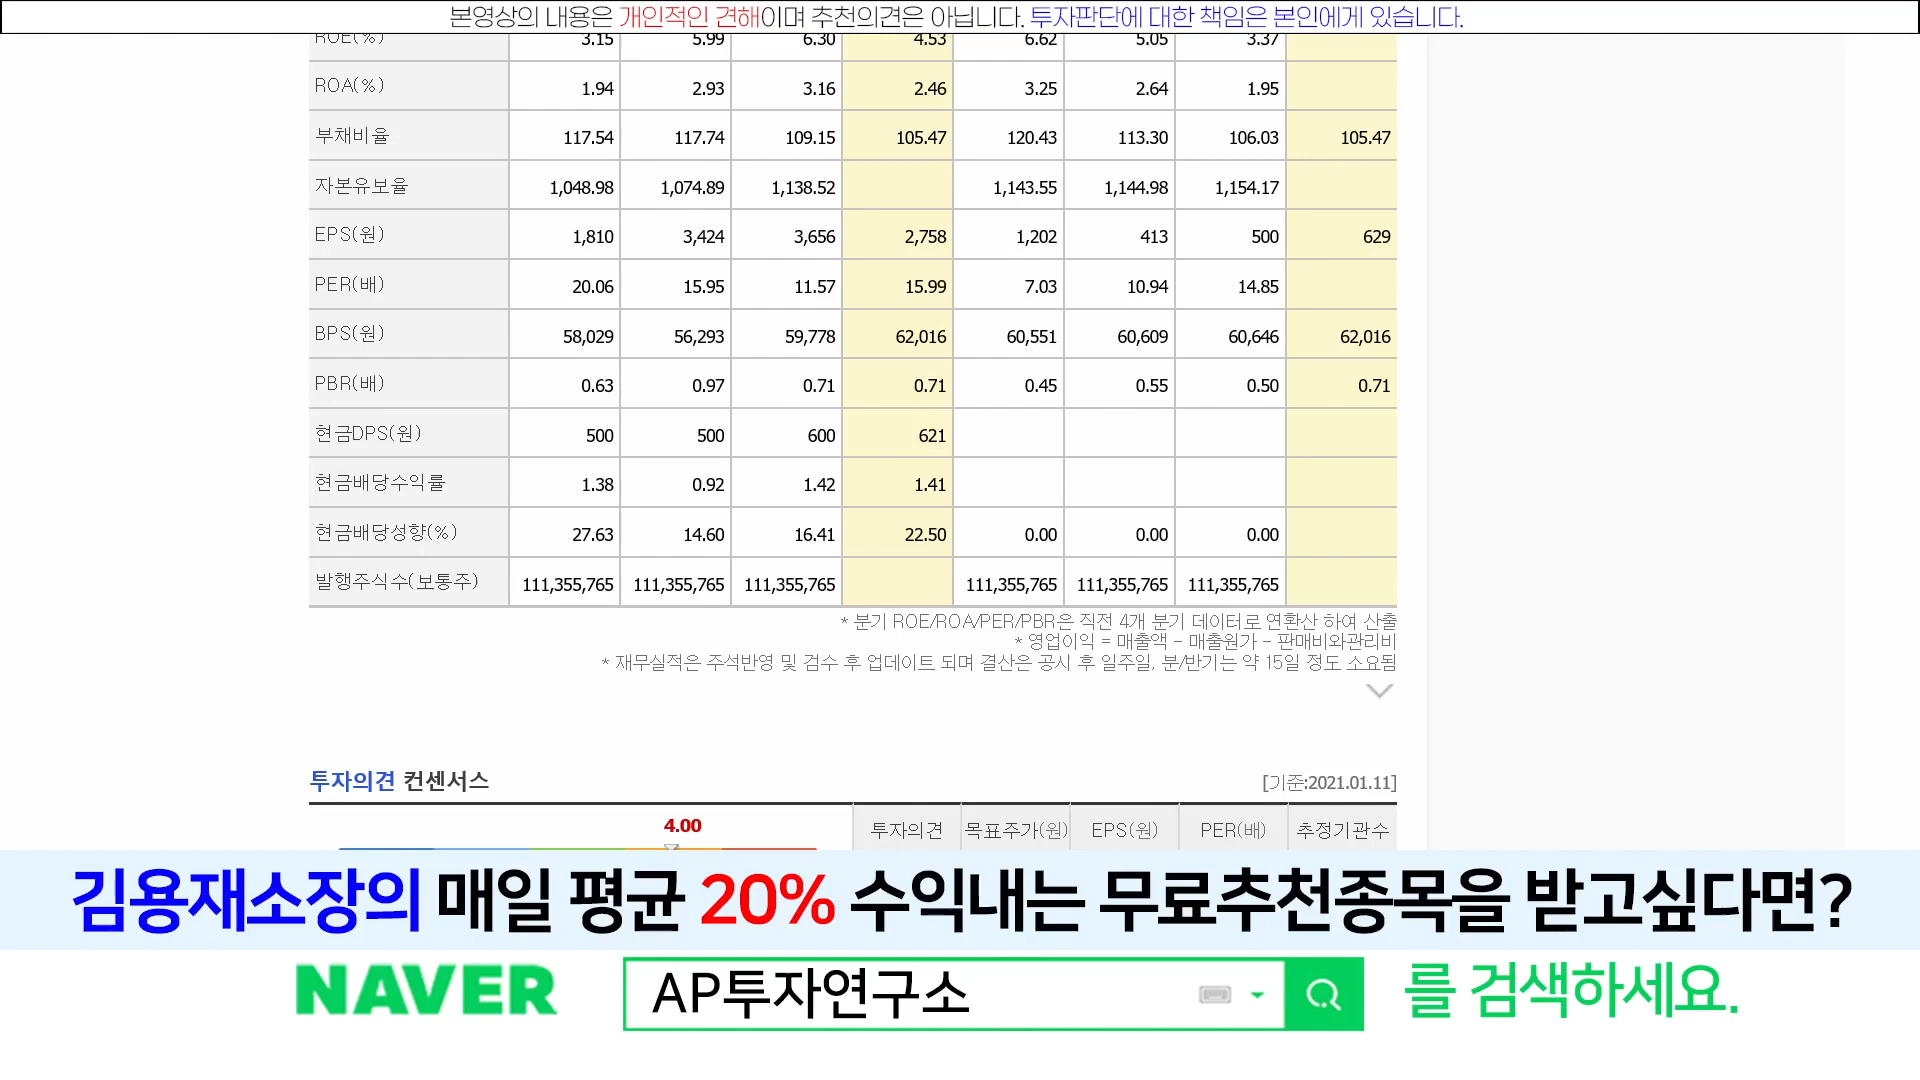 본영상의 내용은 개인적인 견해이며 추천의견은 아닙니다. 투자판단에 대한 책임은 본인에게 있습니다.
ROE(%) 3.15 5.99 6.30 4.53 6.62 5.05 3.37
ROA(%) 1.94 2.93 3.16 2.46 3.25 2.64 1.95
부채비율 117.54 117.74 109.15 105.47 120.43 113.30 106.03 105.47
자본유보율 1,048.98 1,074.89 1,138.52 1,143.55 1,144.98 1,154.17
EPS(원) 1,810 3,424 3,656 2,758 1,202 413 500 629
PER(배) 20.06 15.95 11.57 15.99 7.03 10.94 14.85
BPS(원) 58,029 56,293 59,778 62,016 60,551 60,609 60,646 62,016
PBR(배) 0.63 0.97 0.71 0.71 0.45 0.55 0.50 0.71
현금DPS(원) 500 500 600 621
현금배당수익률 1.38 0.92 1.42 1.41
현금배당성향(%) 27.63 14.60 16.41 22.50 0.00 0.00 0.00
발행주식수(보통주) 111,355,765 111,355,765 111,355,765 111,355,765 111,355,765 111,355,765
* 분기 ROE/ROA/PER/PBR은 직전 4개 분기 데이터로 연환산 하여 산출
* 영업이익 = 매출액 - 매출원가 - 판매비와관리비
* 재무실적은 주석반영 및 검수 후 업데이트 되며 결산은 공시 후 일주일, 분/반기는 약 15일 정도 소요됨
투자의견 컨센서스 [기준:2021.01.11]
4.00 투자의견 목표주가(원) EPS(원) PER(배) 추정기관수
김용재소장의 매일 평균 20% 수익내는 무료추천종목을 받고싶다면?
NAVER AP투자연구소 를 검색하세요.